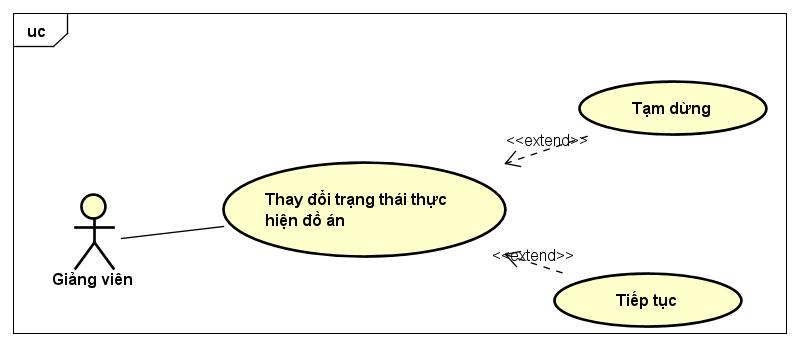 uc
Tạm dừng
<<extend>>
Thay đổi trạng thái thực
hiện đồ án
<<extend>>
Giảng viên
Tiếp tục